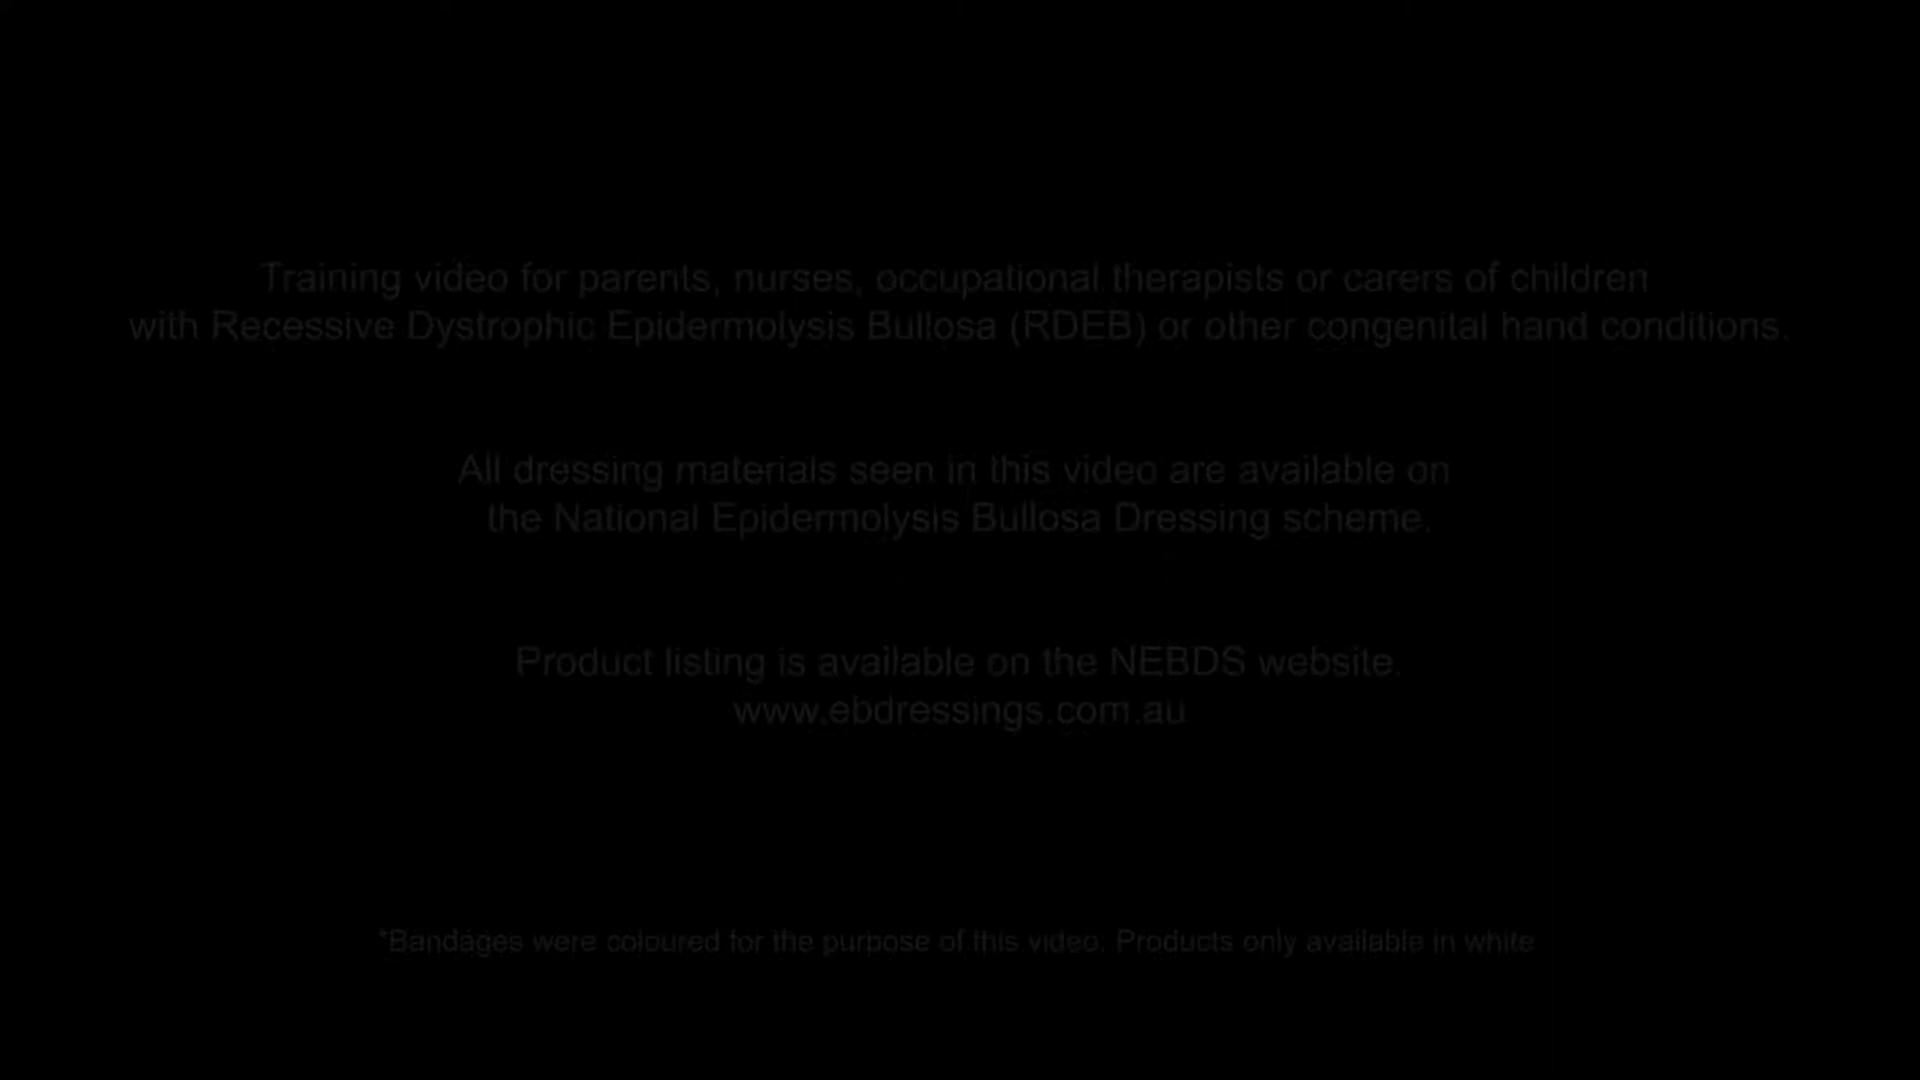 Training video for parents, nurses, occupational therapists or carers of children
with Recessive Dystrophic Epidermolysis Bullosa (RDEB) or other congenital hand conditions.
All dressing materials seen in this video are available on
the National Epidermolysis Bullosa Dressing scheme.
Product listing is available on the NEBDS website.
www.ebdressings.com.au
*Bandages were coloured for the purpose of this video. Products only available in white